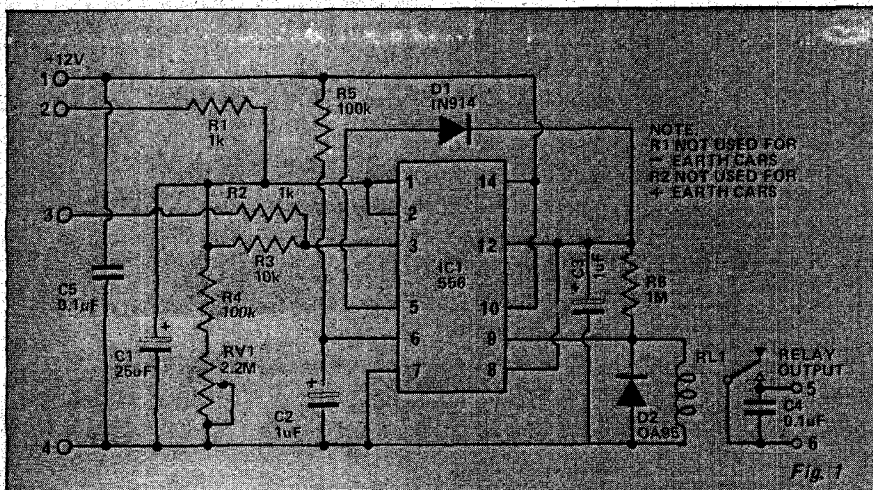 +12V
1
2
3
4
R1
1k
R5
100k
D1
IN914
NOTE
R1 NOT USED FOR
- EARTH CARS
R2 NOT USED FOR
+ EARTH CARS
R2
1k
R3
10k
R4
100k
RV1
2.2M
C5
0.1uF
C1
25uF
+
C2
1uF
+
1
2
3
5
6
7
14
12
10
9
8
IC1
556
C3
1uF
+
R6
1M
D2
OA95
RL1
RELAY
OUTPUT
5
C4
0.1uF
6
Fig. 1